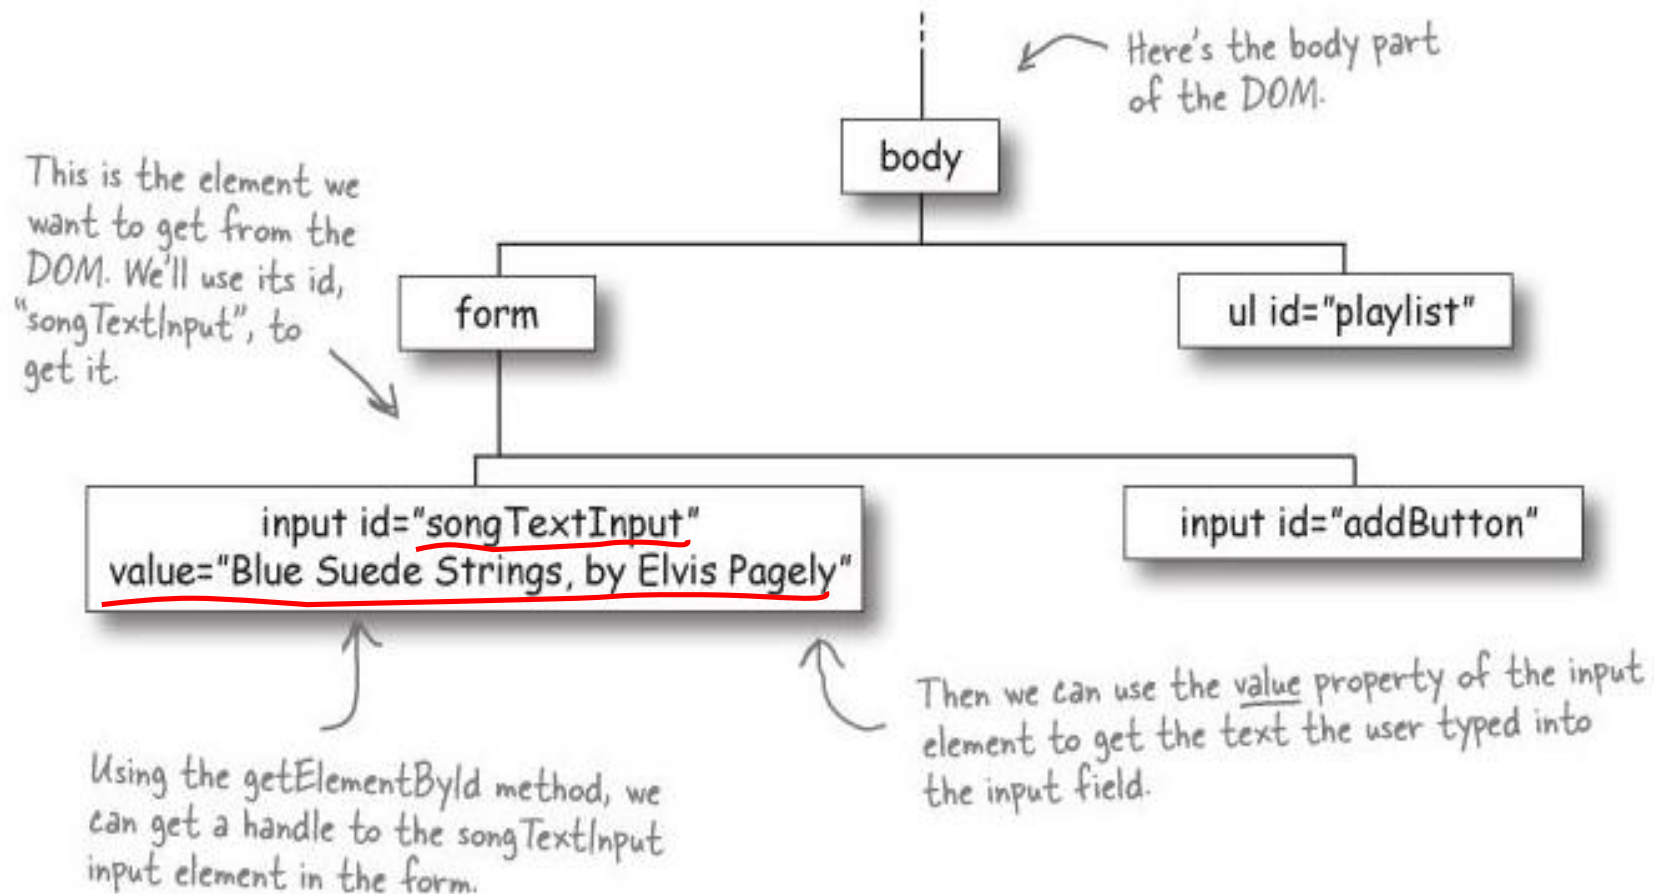 Here's the body part
of the DOM.
body
This is the element we
want to get from the
DOM. We'll use its id,
"songTextInput", to
get it.
form
ul id="playlist"
input id="songTextInput"
value="Blue Suede Strings, by Elvis Pagely"
input id="addButton"
Using the getElementById method, we
can get a handle to the songTextInput
input element in the form.
Then we can use the value property of the input
element to get the text the user typed into
the input field.